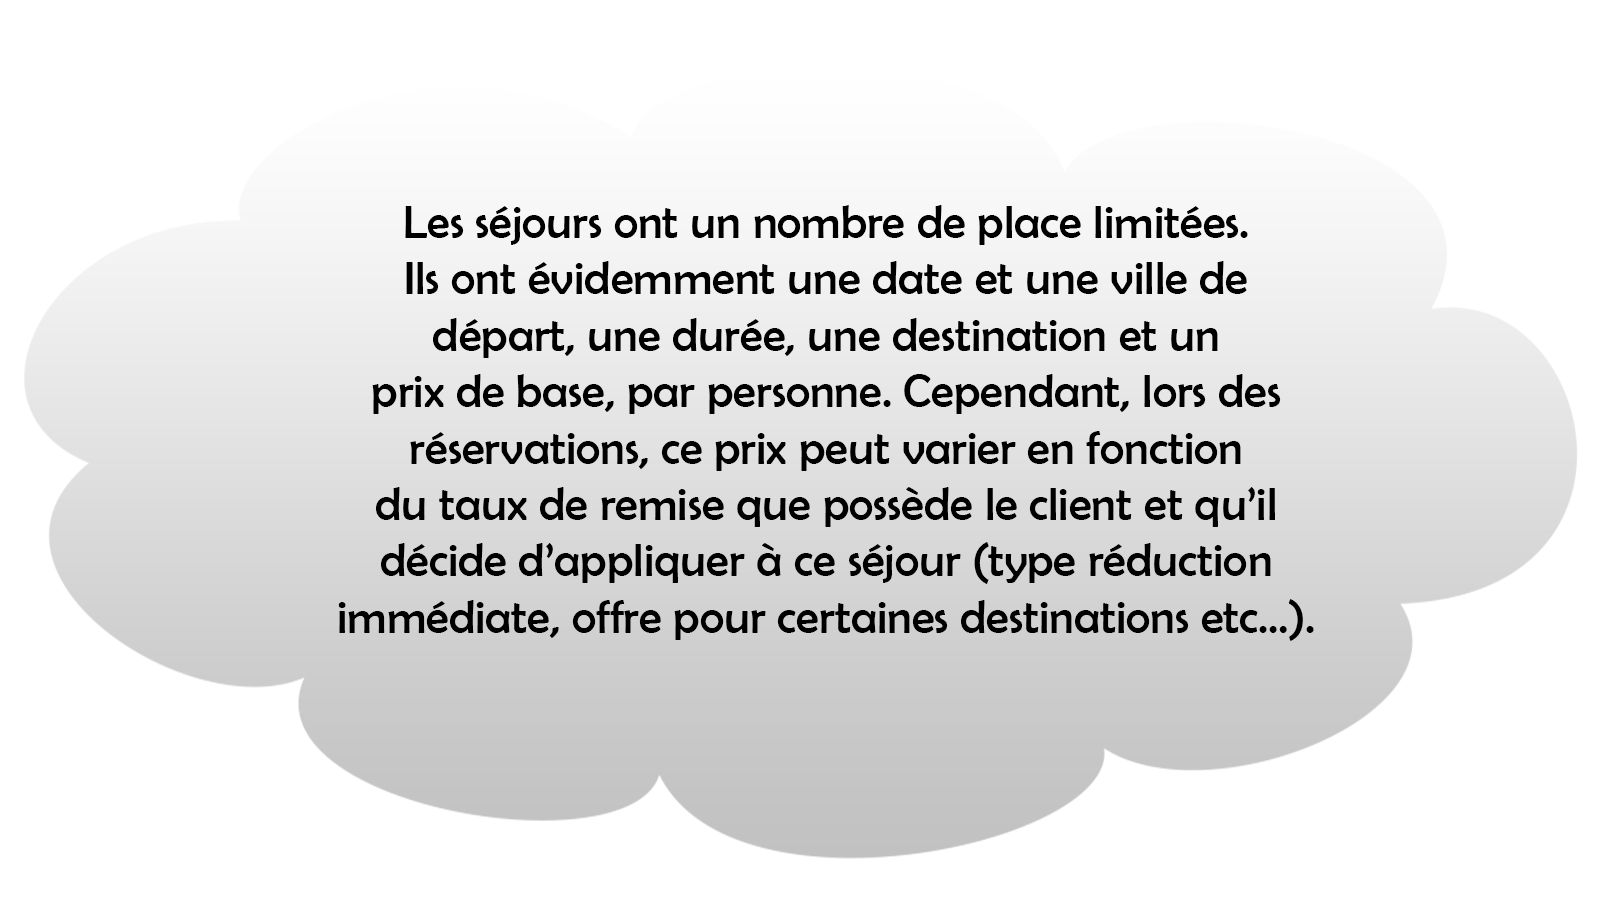 Les séjours ont un nombre de place limitées.
Ils ont évidemment une date et une ville de
départ, une durée, une destination et un
prix de base, par personne. Cependant, lors des
réservations, ce prix peut varier en fonction
du taux de remise que possède le client et qu’il
décide d’appliquer à ce séjour (type réduction
immédiate, offre pour certaines destinations etc…).